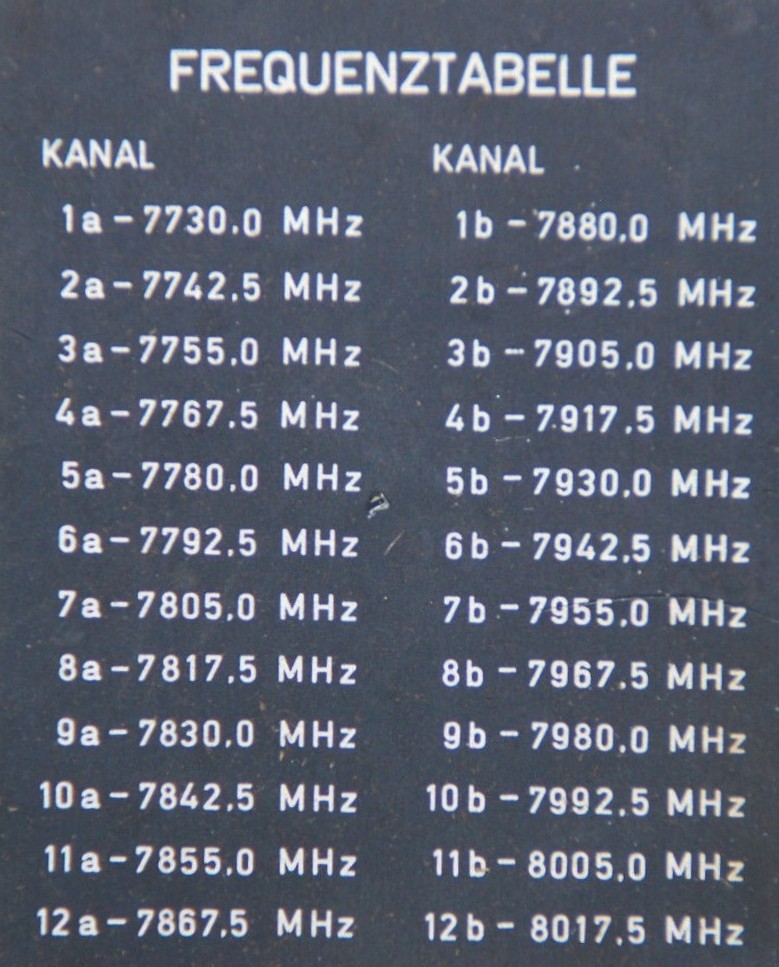 FREQUENZTABELLE
KANAL KANAL
1a – 7730.0 MHz 1b – 7880.0 MHz
2a – 7742.5 MHz 2b – 7892.5 MHz
3a – 7755.0 MHz 3b – 7905.0 MHz
4a – 7767.5 MHz 4b – 7917.5 MHz
5a – 7780.0 MHz 5b – 7930.0 MHz
6a – 7792.5 MHz 6b – 7942.5 MHz
7a – 7805.0 MHz 7b – 7955.0 MHz
8a – 7817.5 MHz 8b – 7967.5 MHz
9a – 7830.0 MHz 9b – 7980.0 MHz
10a – 7842.5 MHz 10b – 7992.5 MHz
11a – 7855.0 MHz 11b – 8005.0 MHz
12a – 7867.5 MHz 12b – 8017.5 MHz